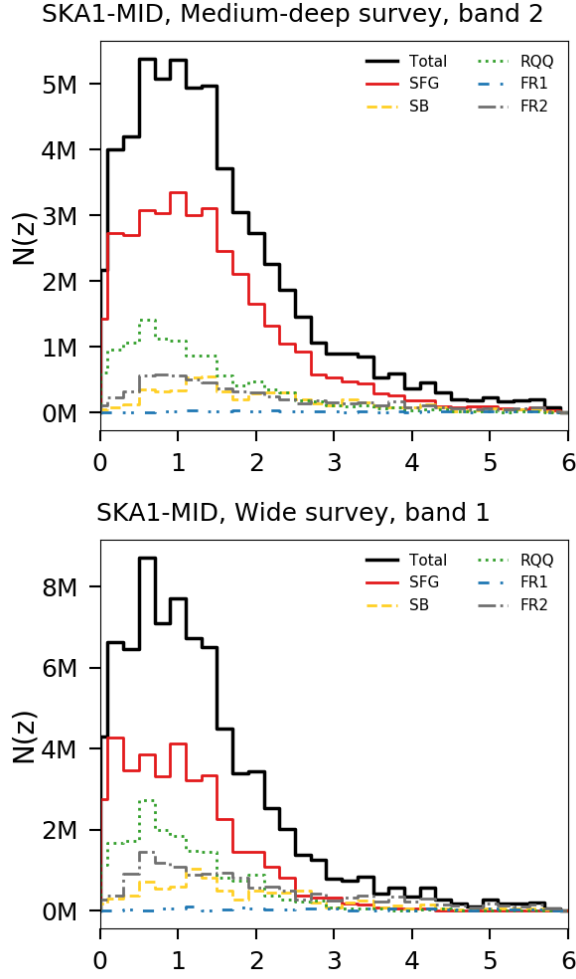 SKA1-MID, Medium-deep survey, band 2
Total RQQ
SFG FR1
SB FR2
5M
4M
3M
2M
1M
0M
N(z)
0 1 2 3 4 5 6
SKA1-MID, Wide survey, band 1
Total RQQ
SFG FR1
SB FR2
8M
6M
4M
2M
0M
N(z)
0 1 2 3 4 5 6